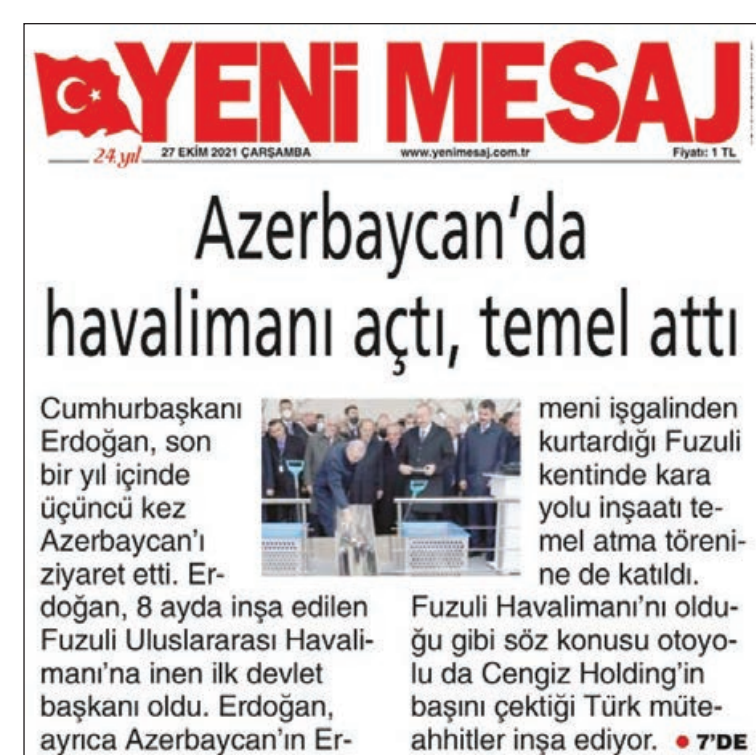 YENİ MESAJ
24.yıl 27 EKİM 2021 ÇARŞAMBA www.yenimesaj.com.tr Fiyatı: 1 TL
Azerbaycan‘da
havalimanı açtı, temel attı
Cumhurbaşkanı
Erdoğan, son
bir yıl içinde
üçüncü kez
Azerbaycan’ı
ziyaret etti. Er-
doğan, 8 ayda inşa edilen
Fuzuli Uluslararası Havali-
manı’na inen ilk devlet
başkanı oldu. Erdoğan,
ayrıca Azerbaycan’ın Er-
meni işgalinden
kurtardığı Fuzuli
kentinde kara
yolu inşaatı te-
mel atma töreni-
ne de katıldı.
Fuzuli Havalimanı’nı oldu-
ğu gibi söz konusu otoyo-
lu da Cengiz Holding’in
başını çektiği Türk müte-
ahhitler inşa ediyor. ● 7’DE